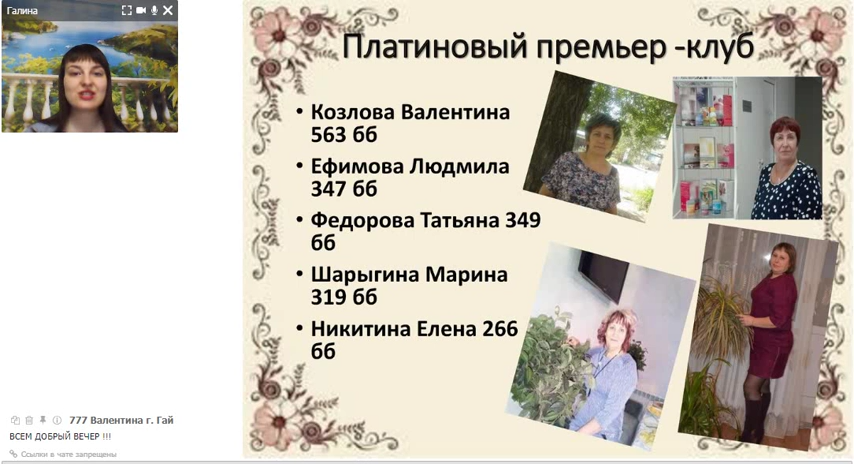 Галина
Платиновый премьер -клуб
• Козлова Валентина
563 бб
• Ефимова Людмила
347 бб
• Федорова Татьяна 349
бб
• Шарыгина Марина
319 бб
• Никитина Елена 266
бб
777 Валентина г. Гай
ВСЕМ ДОБРЫЙ ВЕЧЕР !!!
Ссылки в чате запрещены